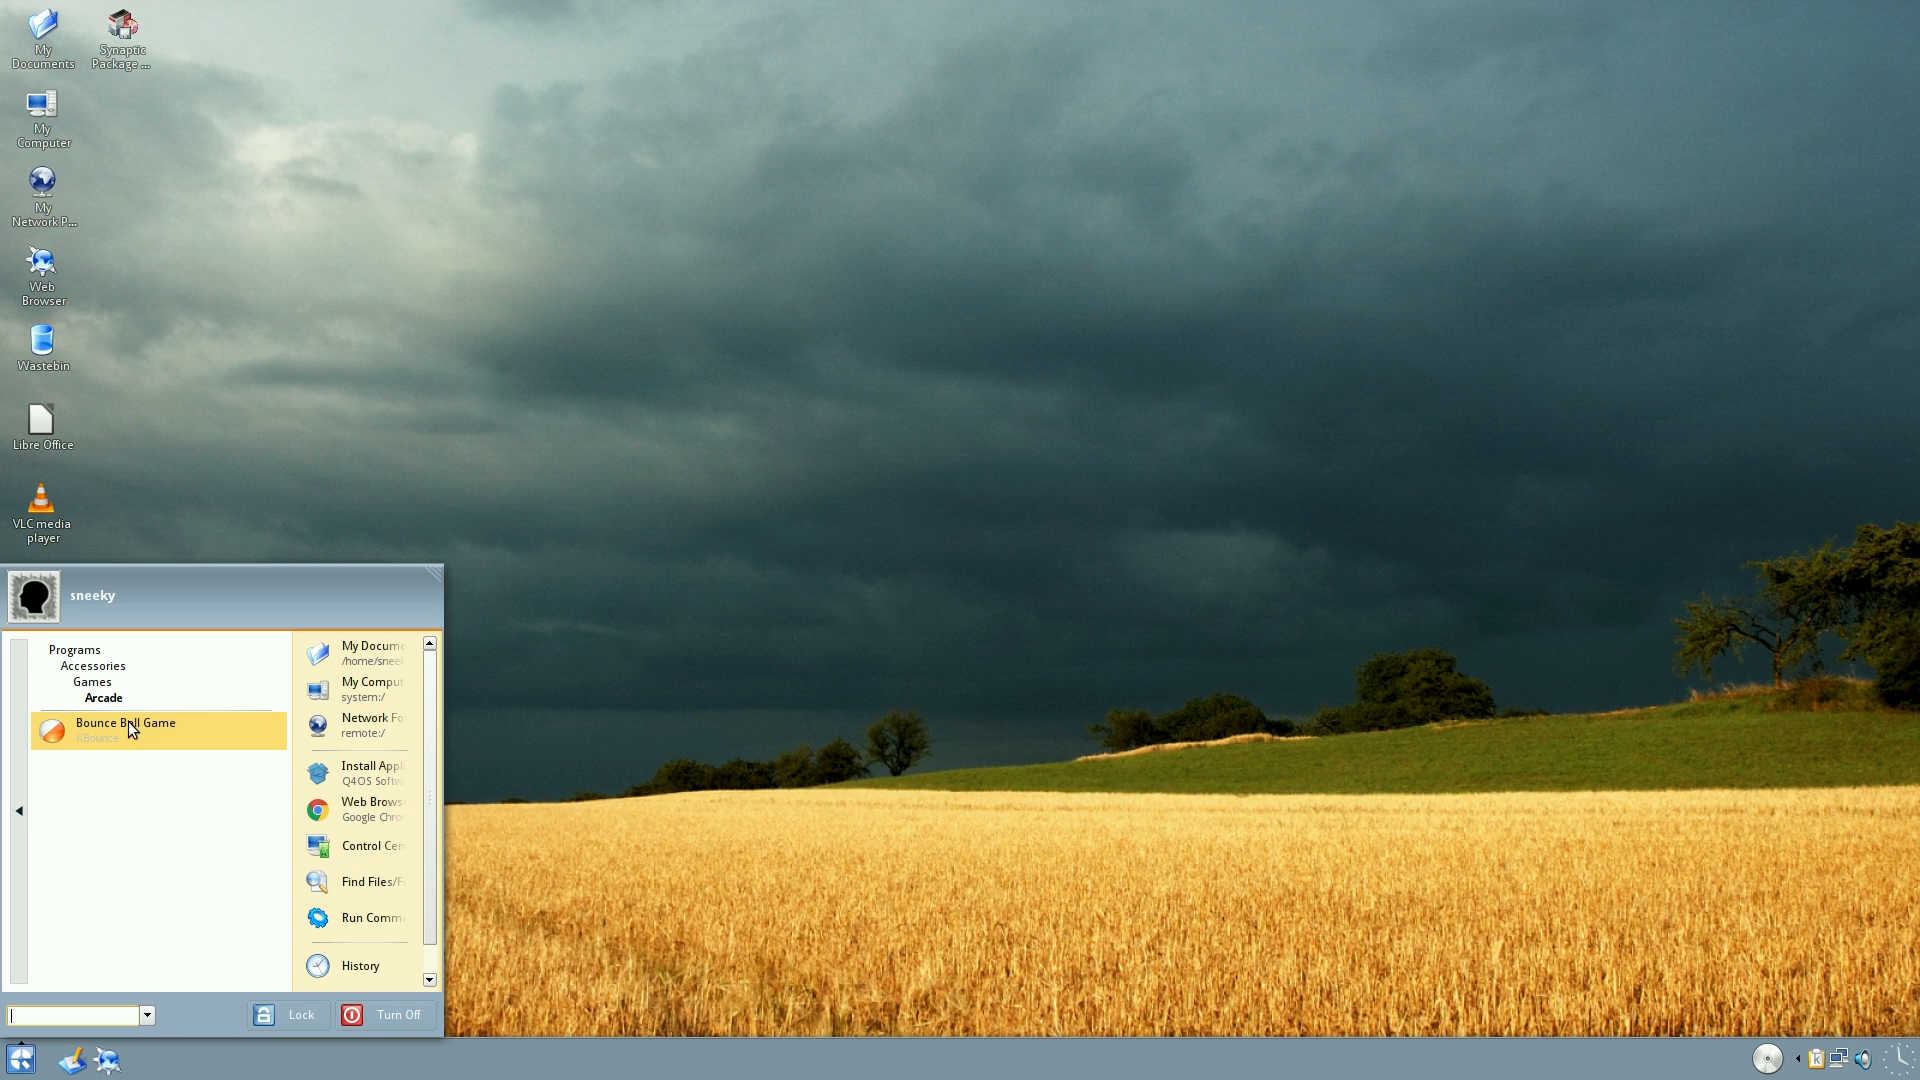 My
Documents
Synaptic
Package ...
My
Computer
My
Network P...
Web
Browser
Wastebin
Libre Office
VLC media
player
sneeky
Programs
Accessories
Games
Arcade
Bounce Ball Game
KBounce
My Docume
/home/sneek
My Comput
system:/
Network Fo
remote:/
Install Appli
Q4OS Softw
Web Brows
Google Chro
Control Cen
Find Files/F
Run Comm
History
Lock
Turn Off